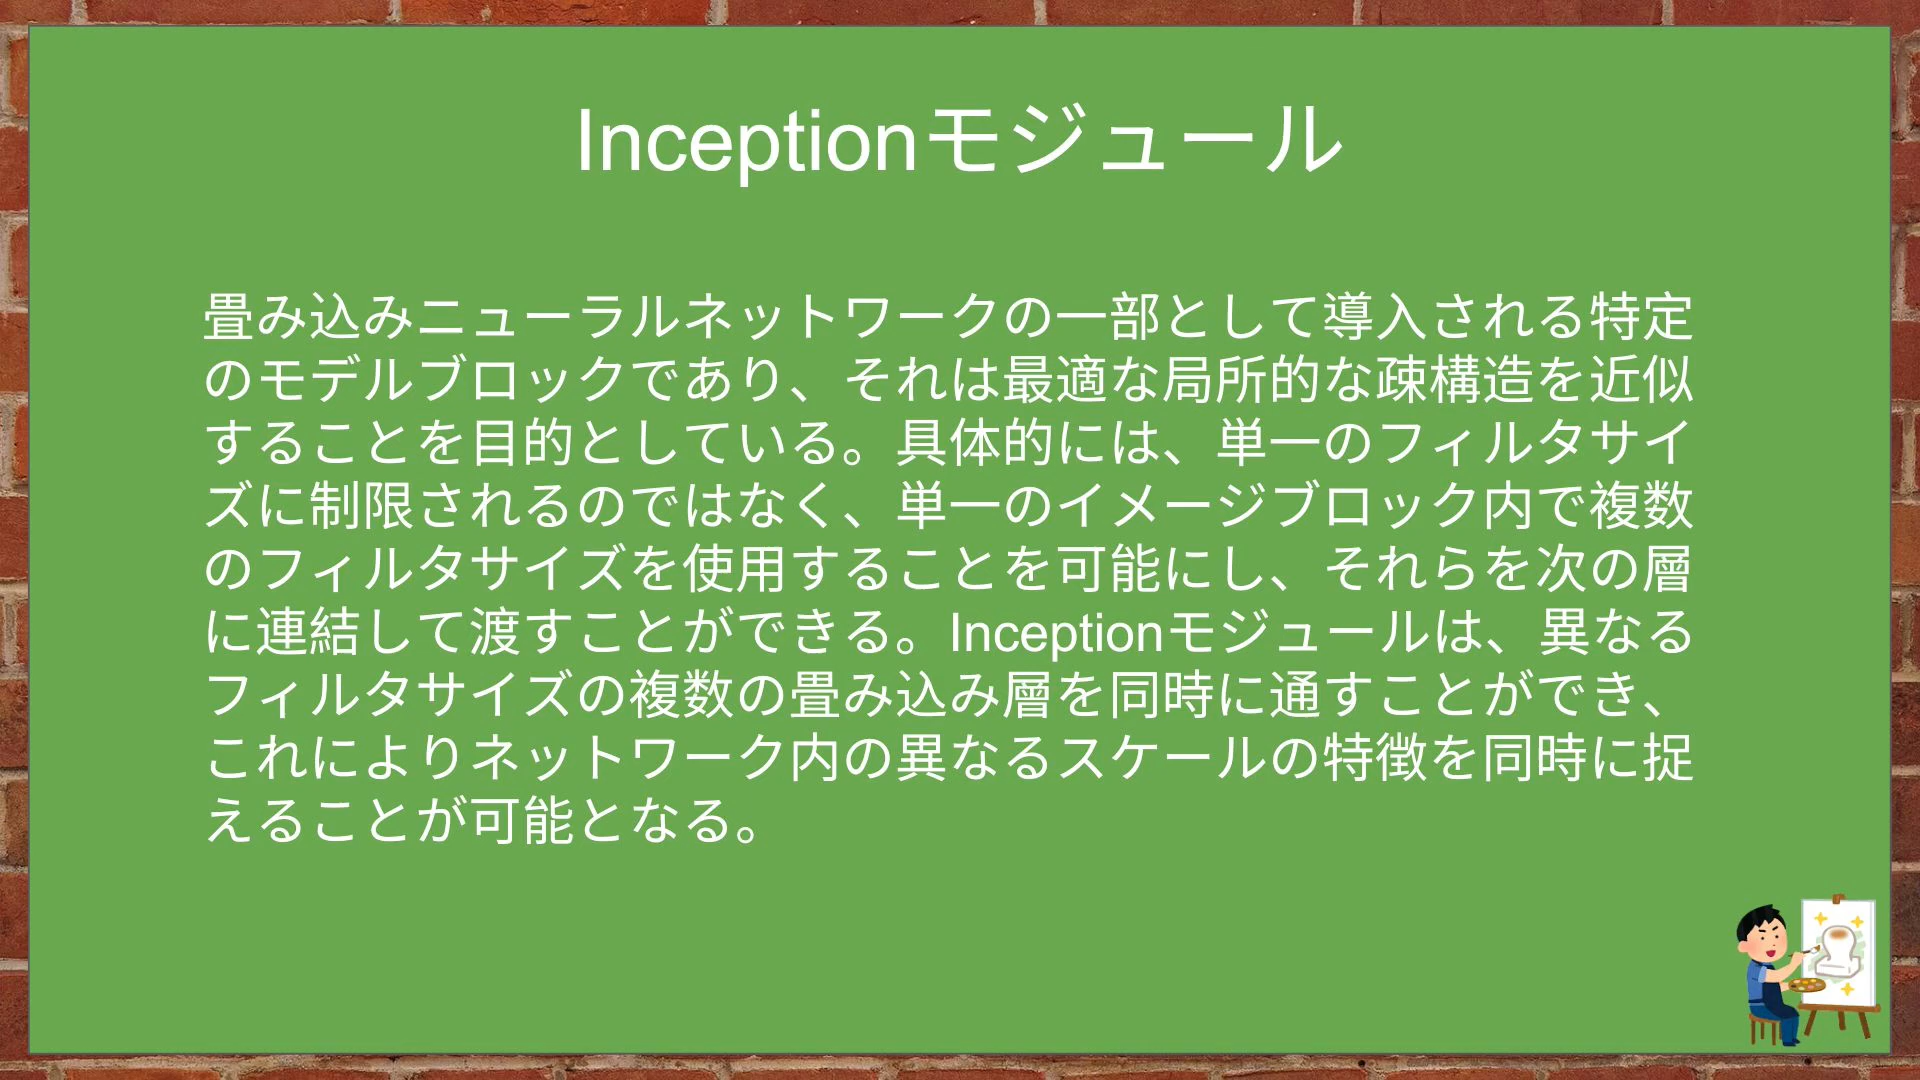 Inceptionモジュール
畳み込みニューラルネットワークの一部として導入される特定
のモデルブロックであり、それは最適な局所的な疎構造を近似
することを目的としている。具体的には、単一のフィルタサイ
ズに制限されるのではなく、単一のイメージブロック内で複数
のフィルタサイズを使用することを可能にし、それらを次の層
に連結して渡すことができる。Inceptionモジュールは、異なる
フィルタサイズの複数の畳み込み層を同時に通すことができ、
これによりネットワーク内の異なるスケールの特徴を同時に捉
えることが可能となる。